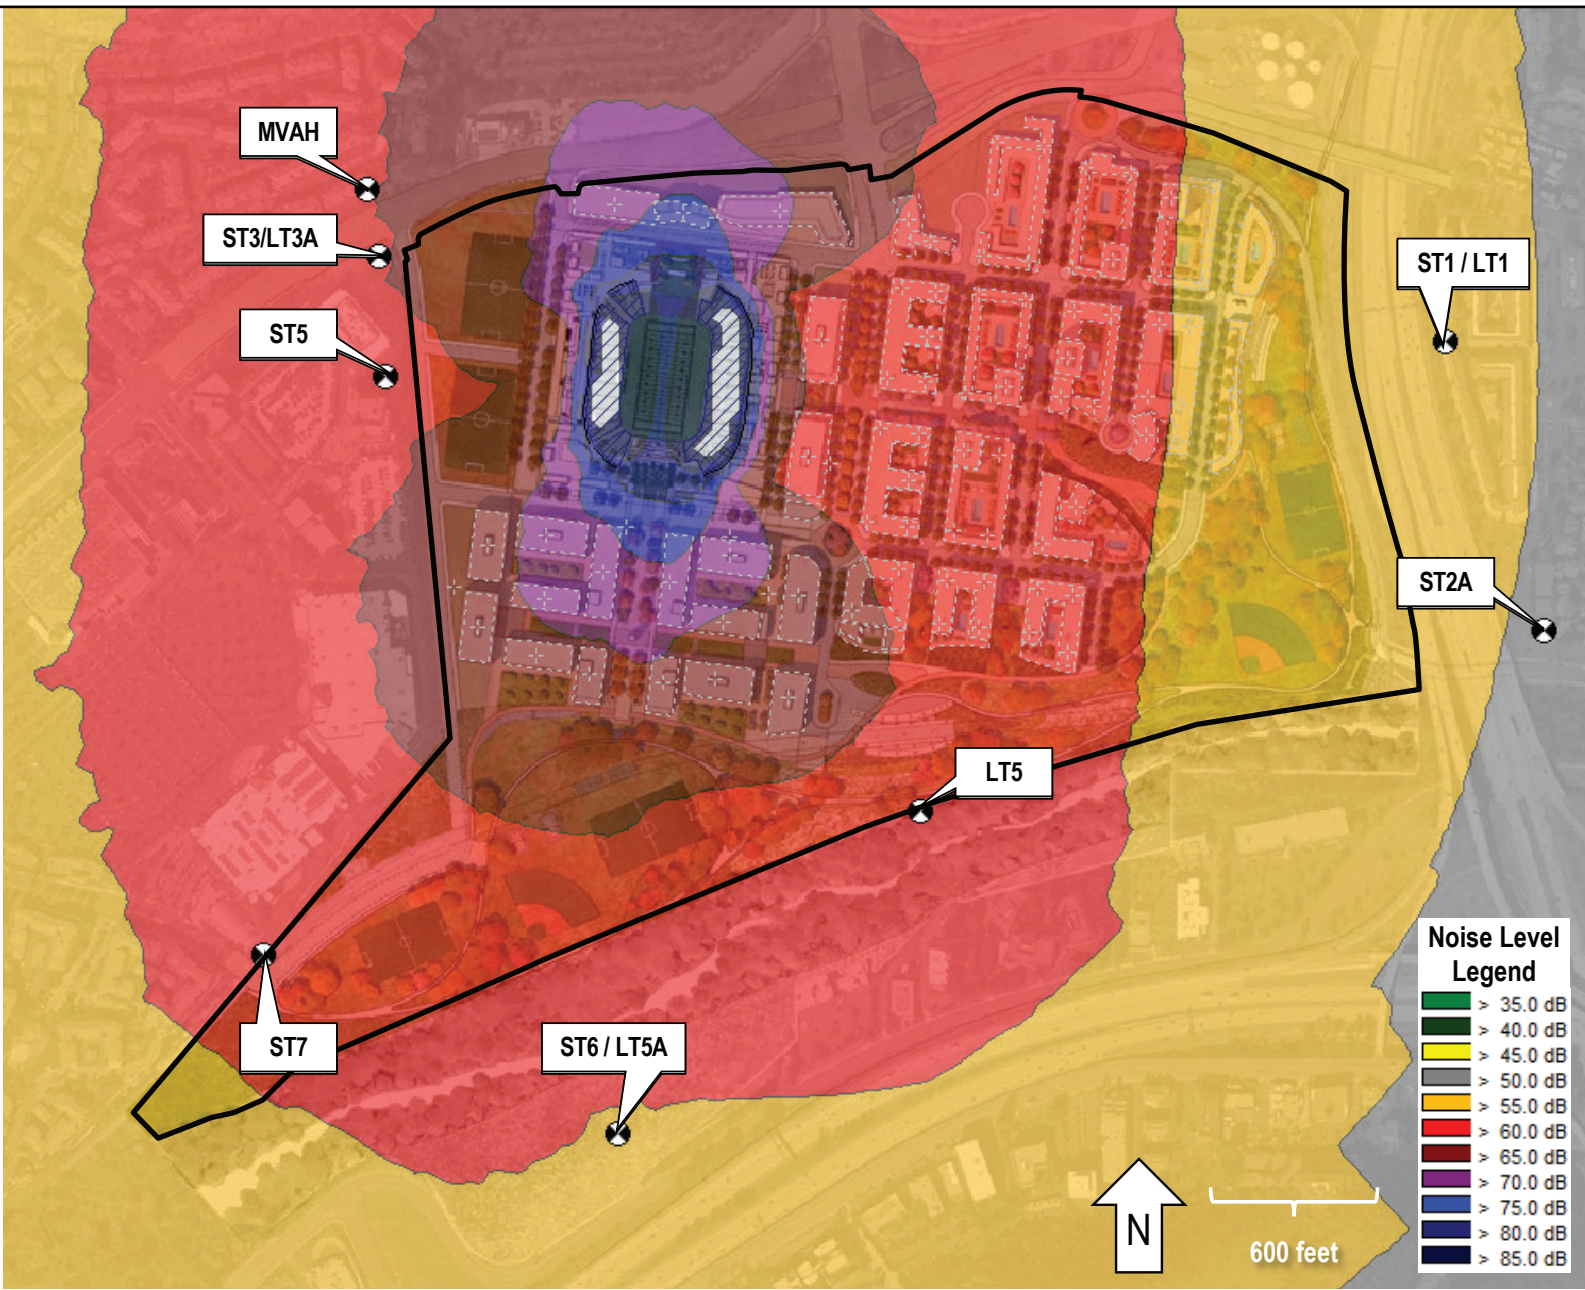 MVAH
ST3/LT3A
ST5
ST1 / LT1
ST2A
LT5
ST7
ST6 / LT5A
N
600 feet
Noise Level
Legend
> 35.0 dB
> 40.0 dB
> 45.0 dB
> 50.0 dB
> 55.0 dB
> 60.0 dB
> 65.0 dB
> 70.0 dB
> 75.0 dB
> 80.0 dB
> 85.0 dB